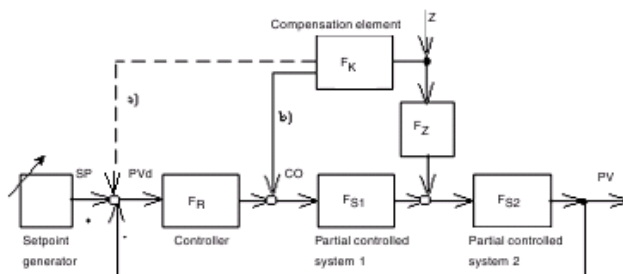 Compensation element
Z
F_K
a)
b)
F_Z
SP
PVd
CO
PV
F_R
F_S1
F_S2
Setpoint generator
Controller
Partial controlled system 1
Partial controlled system 2